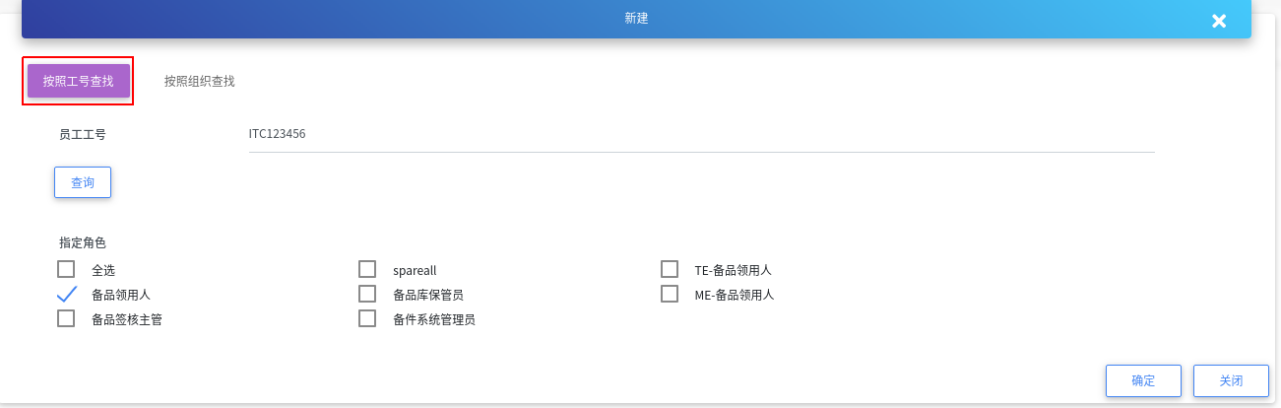 新建
按照工号查找 按照组织查找
员工工号 ITC123456
查询
指定角色
全选 spareall TE-备品领用人
备品领用人 备品库保管员 ME-备品领用人
备品签核主管 备件系统管理员
确定 关闭